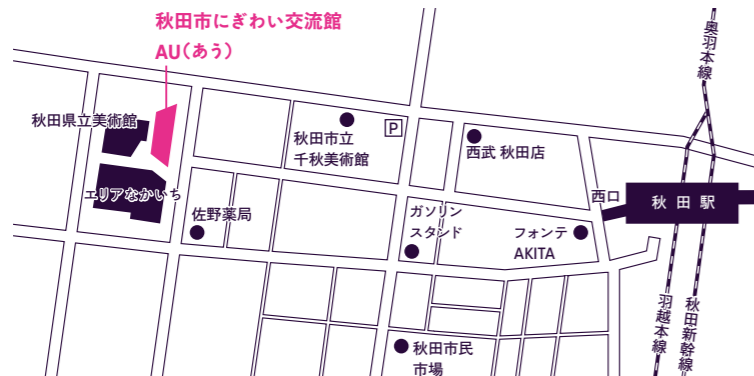 秋田市にぎわい交流館
AU(あう)
奥羽本線
秋田県立美術館
P
秋田市立
千秋美術館
西武 秋田店
エリアなかいち
佐野薬局
ガソリン
スタンド
西口
秋田駅
フォンテ
AKITA
羽越本線
秋田新幹線
秋田市民
市場